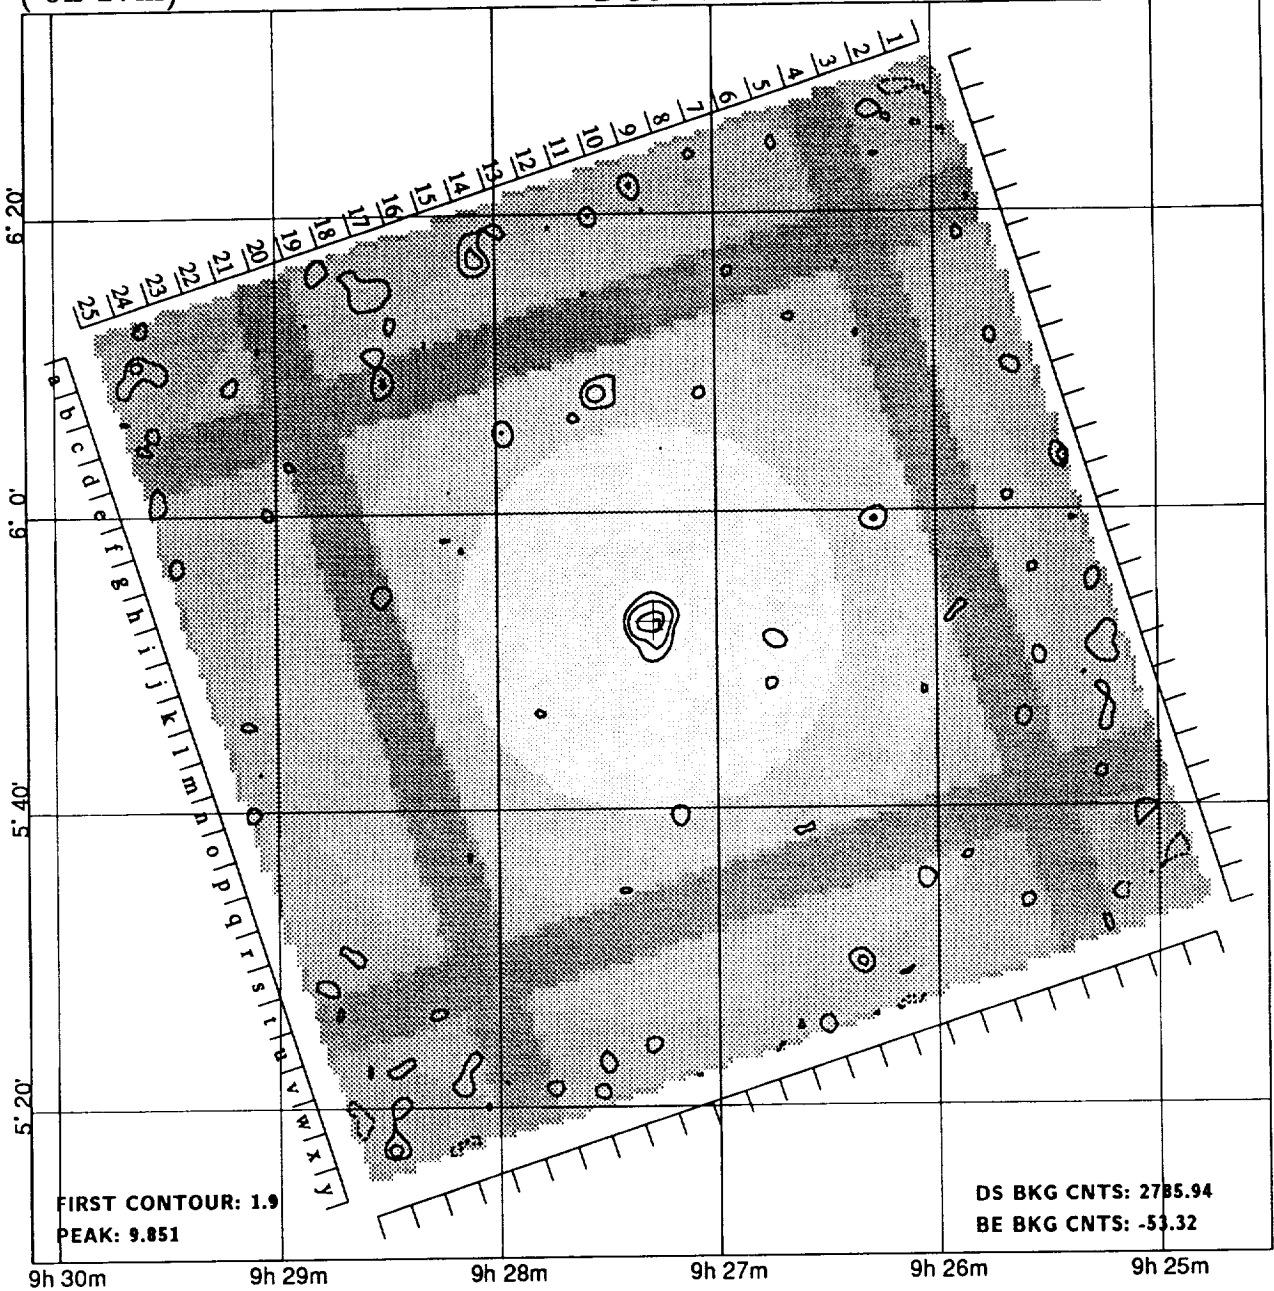 1
2
3
4
5
6
7
8
9
10
11
12
13
14
15
16
17
18
19
20
21
22
23
24
25
a
b
c
d
e
f
g
h
i
j
k
l
m
n
o
p
q
r
s
t
u
v
w
x
y
6° 20'
6° 0'
5° 40'
5° 20'
FIRST CONTOUR: 1.9
PEAK: 9.851
DS BKG CNTS: 2785.94
BE BKG CNTS: -53.32
9h 30m
9h 29m
9h 28m
9h 27m
9h 26m
9h 25m